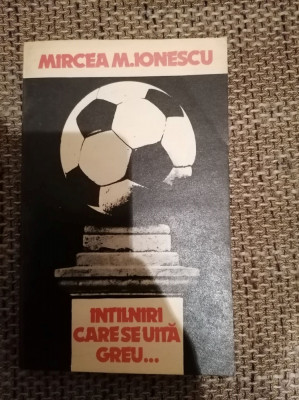 MIRCEA M.IONESCU
INTILNIRI
CARE SE UITĂ
GREU...